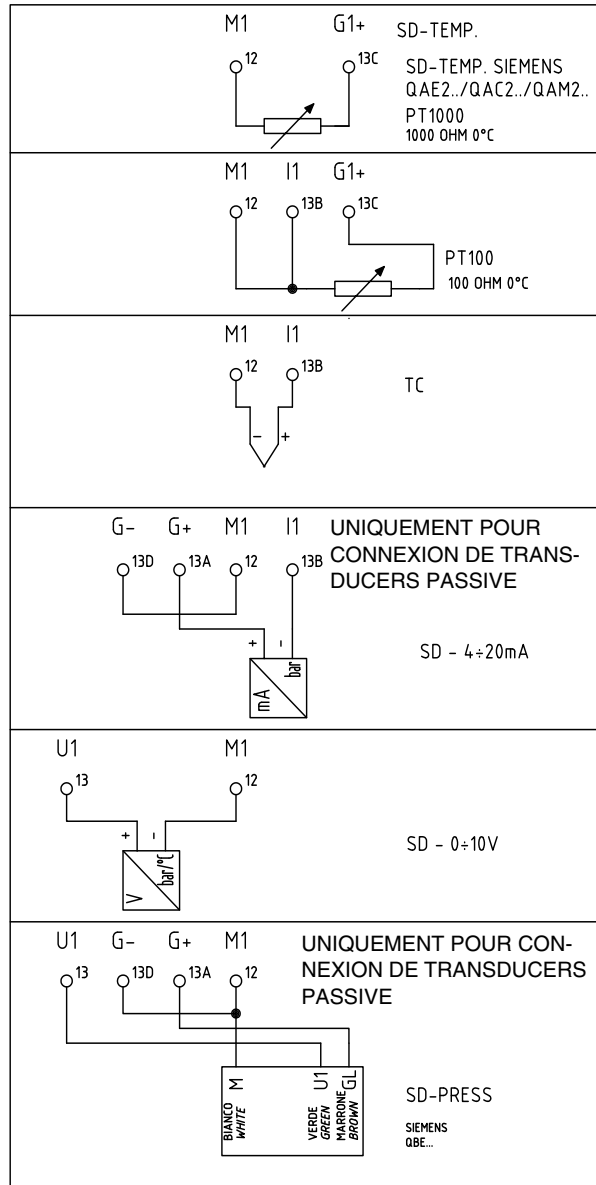 M1 G1+ SD-TEMP.
12 13C
SD-TEMP. SIEMENS
QAE2../QAC2../QAM2..
PT1000
1000 OHM 0°C
M1 I1 G1+
12 13B 13C
PT100
100 OHM 0°C
M1 I1
12 13B
TC
- +
G- G+ M1 I1
13D 13A 12 13B
UNIQUEMENT POUR
CONNEXION DE TRANS-
DUCERS PASSIVE
+ -
mA bar
SD - 4÷20mA
U1 M1
13 12
+ -
V bar/°C
SD - 0÷10V
U1 G- G+ M1
13 13D 13A 12
UNIQUEMENT POUR CON-
NEXION DE TRANSDUCERS
PASSIVE
M U1 GL
BIANCO
WHITE
VERDE
GREEN
MARRONE
BROWN
SD-PRESS
SIEMENS
QBE...